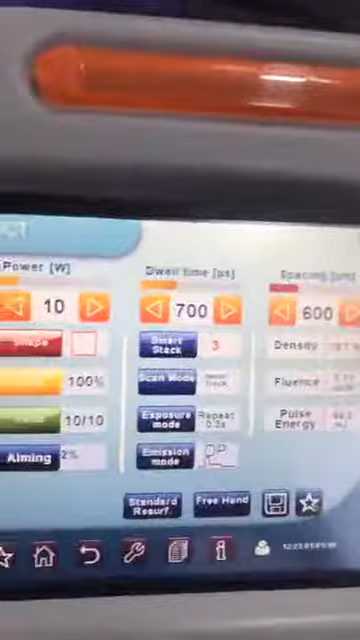 Power [W] Dwell time [µs] Spacing [µm]
10 700 600
Shape Smart Stack 3 Density
100% Scan Mode Fluence
10/10 Exposure mode Repeat 0.3s Pulse Energy
Aiming 2% Emission mode DP
Standard Resurf. Free Hand